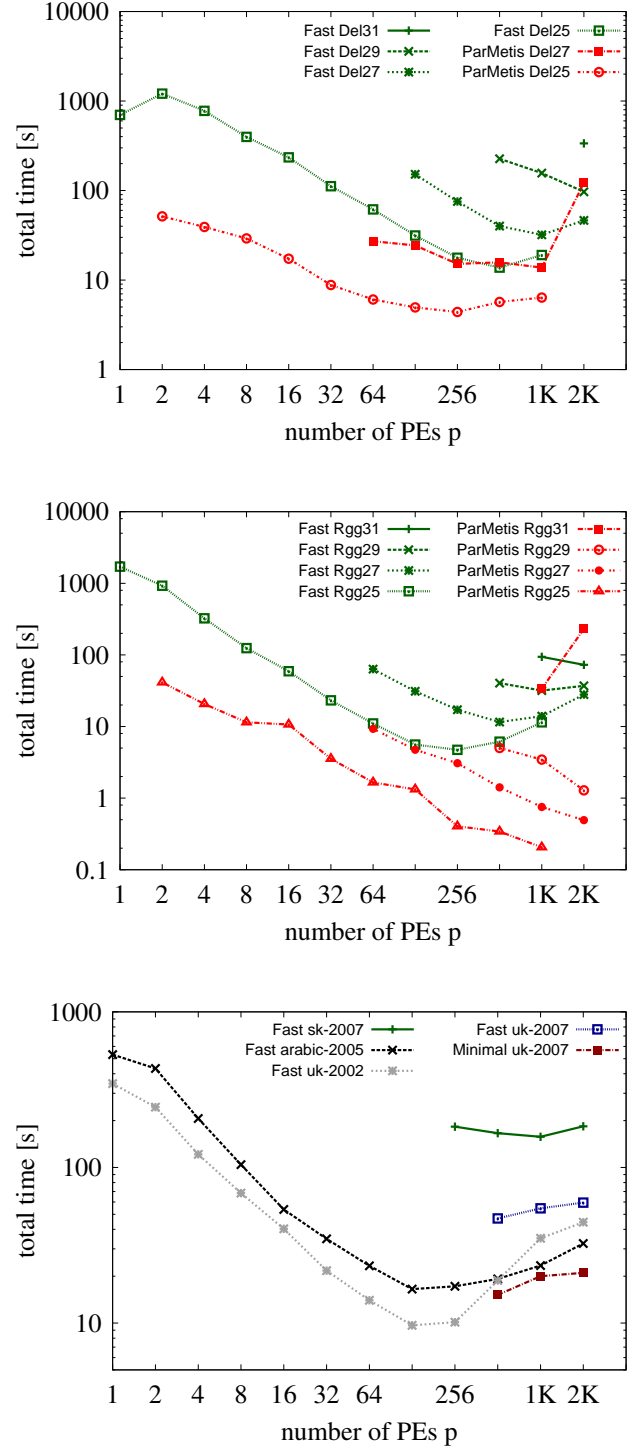 10000
1000
100
10
1
total time [s]
Fast Del31
Fast Del29
Fast Del27
Fast Del25
ParMetis Del27
ParMetis Del25
1 2 4 8 16 32 64 256 1K 2K
number of PEs p
10000
1000
100
10
1
0.1
total time [s]
Fast Rgg31
Fast Rgg29
Fast Rgg27
Fast Rgg25
ParMetis Rgg31
ParMetis Rgg29
ParMetis Rgg27
ParMetis Rgg25
1 2 4 8 16 32 64 256 1K 2K
number of PEs p
1000
100
10
total time [s]
Fast sk-2007
Fast arabic-2005
Fast uk-2002
Fast uk-2007
Minimal uk-2007
1 2 4 8 16 32 64 256 1K 2K
number of PEs p